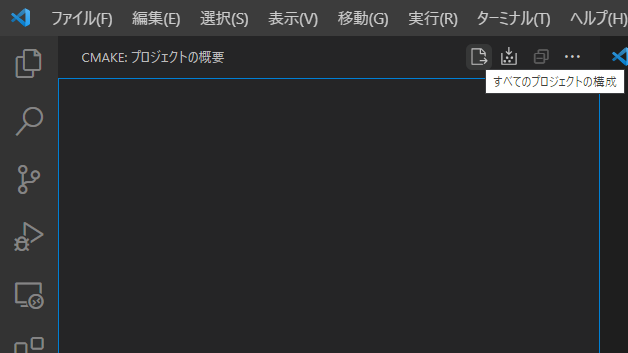 ファイル(F) 編集(E) 選択(S) 表示(V) 移動(G) 実行(R) ターミナル(T) ヘルプ(H)
CMAKE: プロジェクトの概要
すべてのプロジェクトの構成